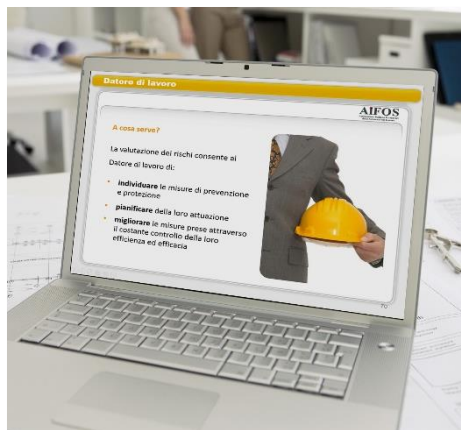 Datore di lavoro
AIFOS
A cosa serve?
La valutazione dei rischi consente al
Datore di lavoro di:
individuare le misure di prevenzione
e protezione
pianificare della loro attuazione
migliorare le misure prese attraverso
il costante controllo della loro
efficienza ed efficacia
70